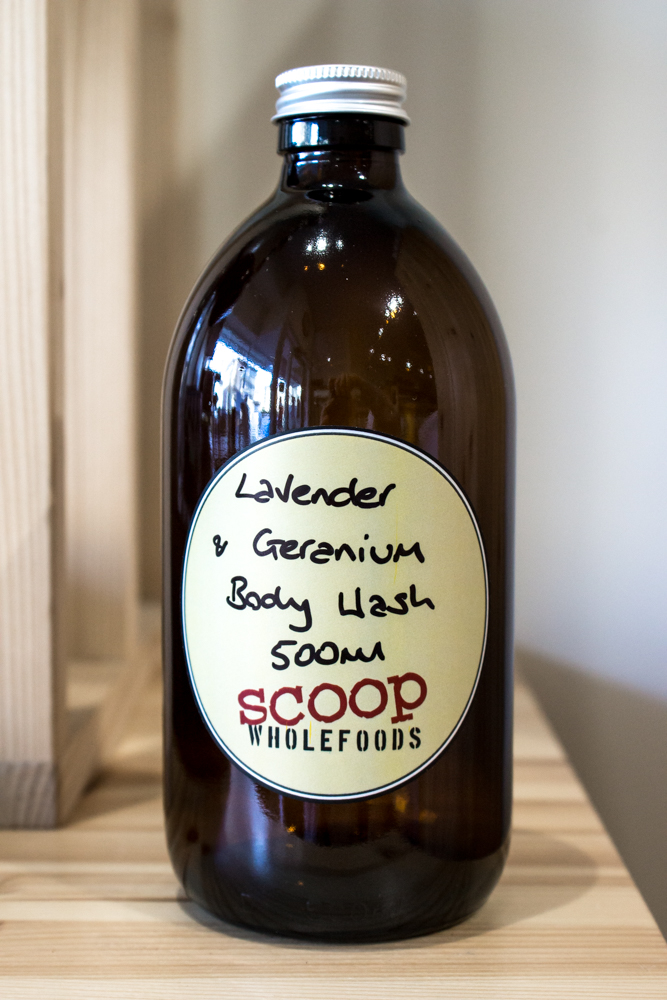 Lavender
& Geranium
Body Wash
500ml
SCOOP
WHOLEFOODS